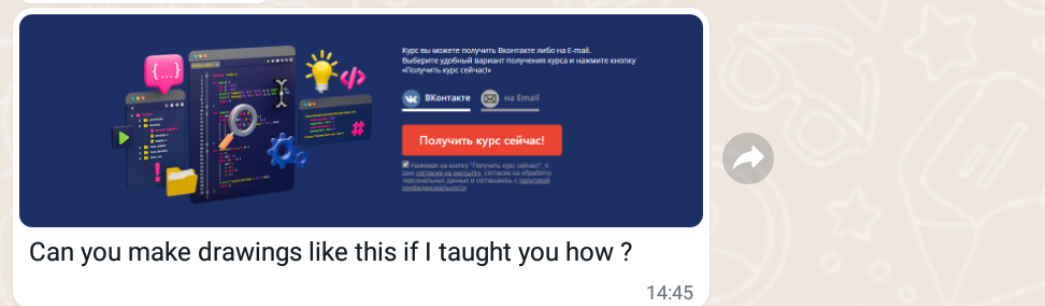 {...}
Курс вы можете получить Вконтакте либо на E-mail.
Выберите удобный вариант получения курса и нажмите кнопку
«Получить курс сейчас!»
ВКонтакте на Email
Получить курс сейчас!
Нажимая на кнопку "Получить курс сейчас!", я
даю согласие на рассылку, согласие на обработку
персональных данных и соглашаюсь с политикой
конфиденциальности
Can you make drawings like this if I taught you how ?
14:45